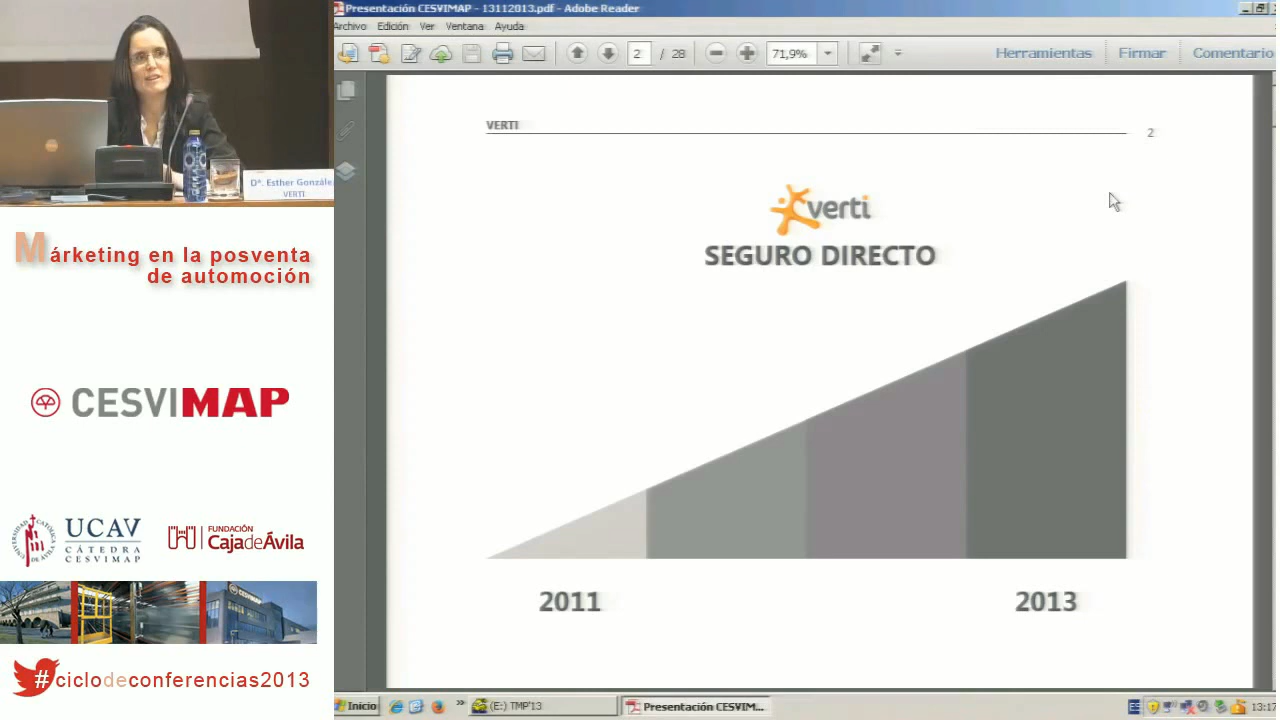 Presentación CESVIMAP - 13112013.pdf - Adobe Reader
Archivo Edición Ver Ventana Ayuda
2 / 28 71,9% Herramientas Firmar Comentario
VERTI 2
verti
SEGURO DIRECTO
2011 2013
Dª. Esther Gonzále
VERTI
Márketing en la posventa
de automoción
CESVIMAP
UCAV
CÁTEDRA
CESVIMAP
FUNDACIÓN
CajadeÁvila
CESVIMAP
#ciclodeconferencias2013
Inicio (E:) TMP'13 Presentación CESVIM... ES 13:17